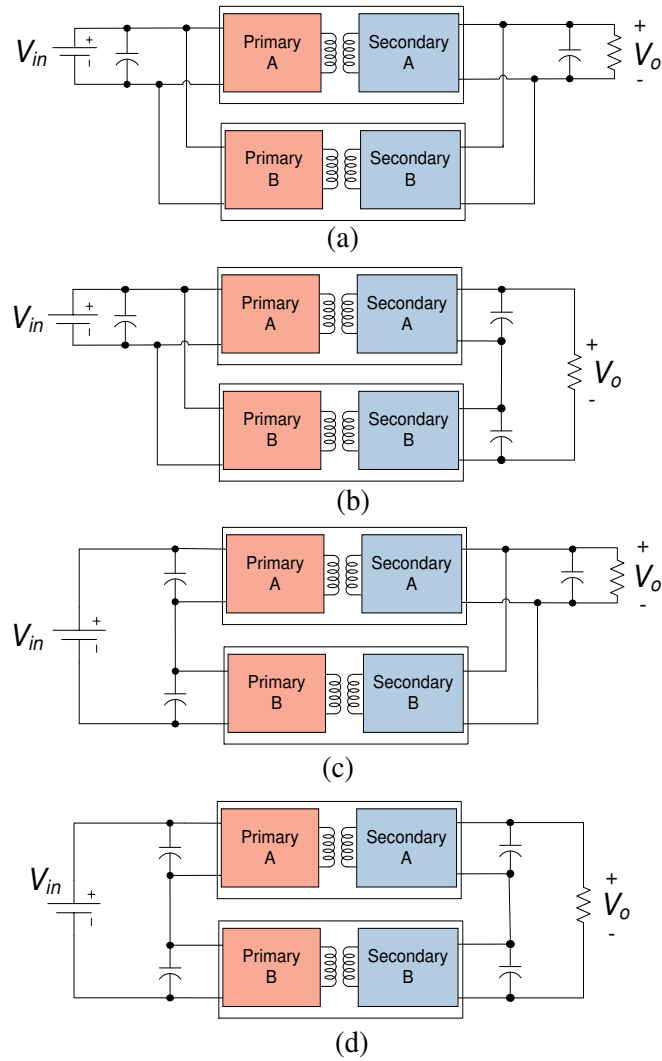 V_in
+
-
Primary
A
Secondary
A
+
V_o
-
Primary
B
Secondary
B
(a)
V_in
+
-
Primary
A
Secondary
A
+
V_o
-
Primary
B
Secondary
B
(b)
V_in
+
-
Primary
A
Secondary
A
+
V_o
-
Primary
B
Secondary
B
(c)
V_in
+
-
Primary
A
Secondary
A
+
V_o
-
Primary
B
Secondary
B
(d)